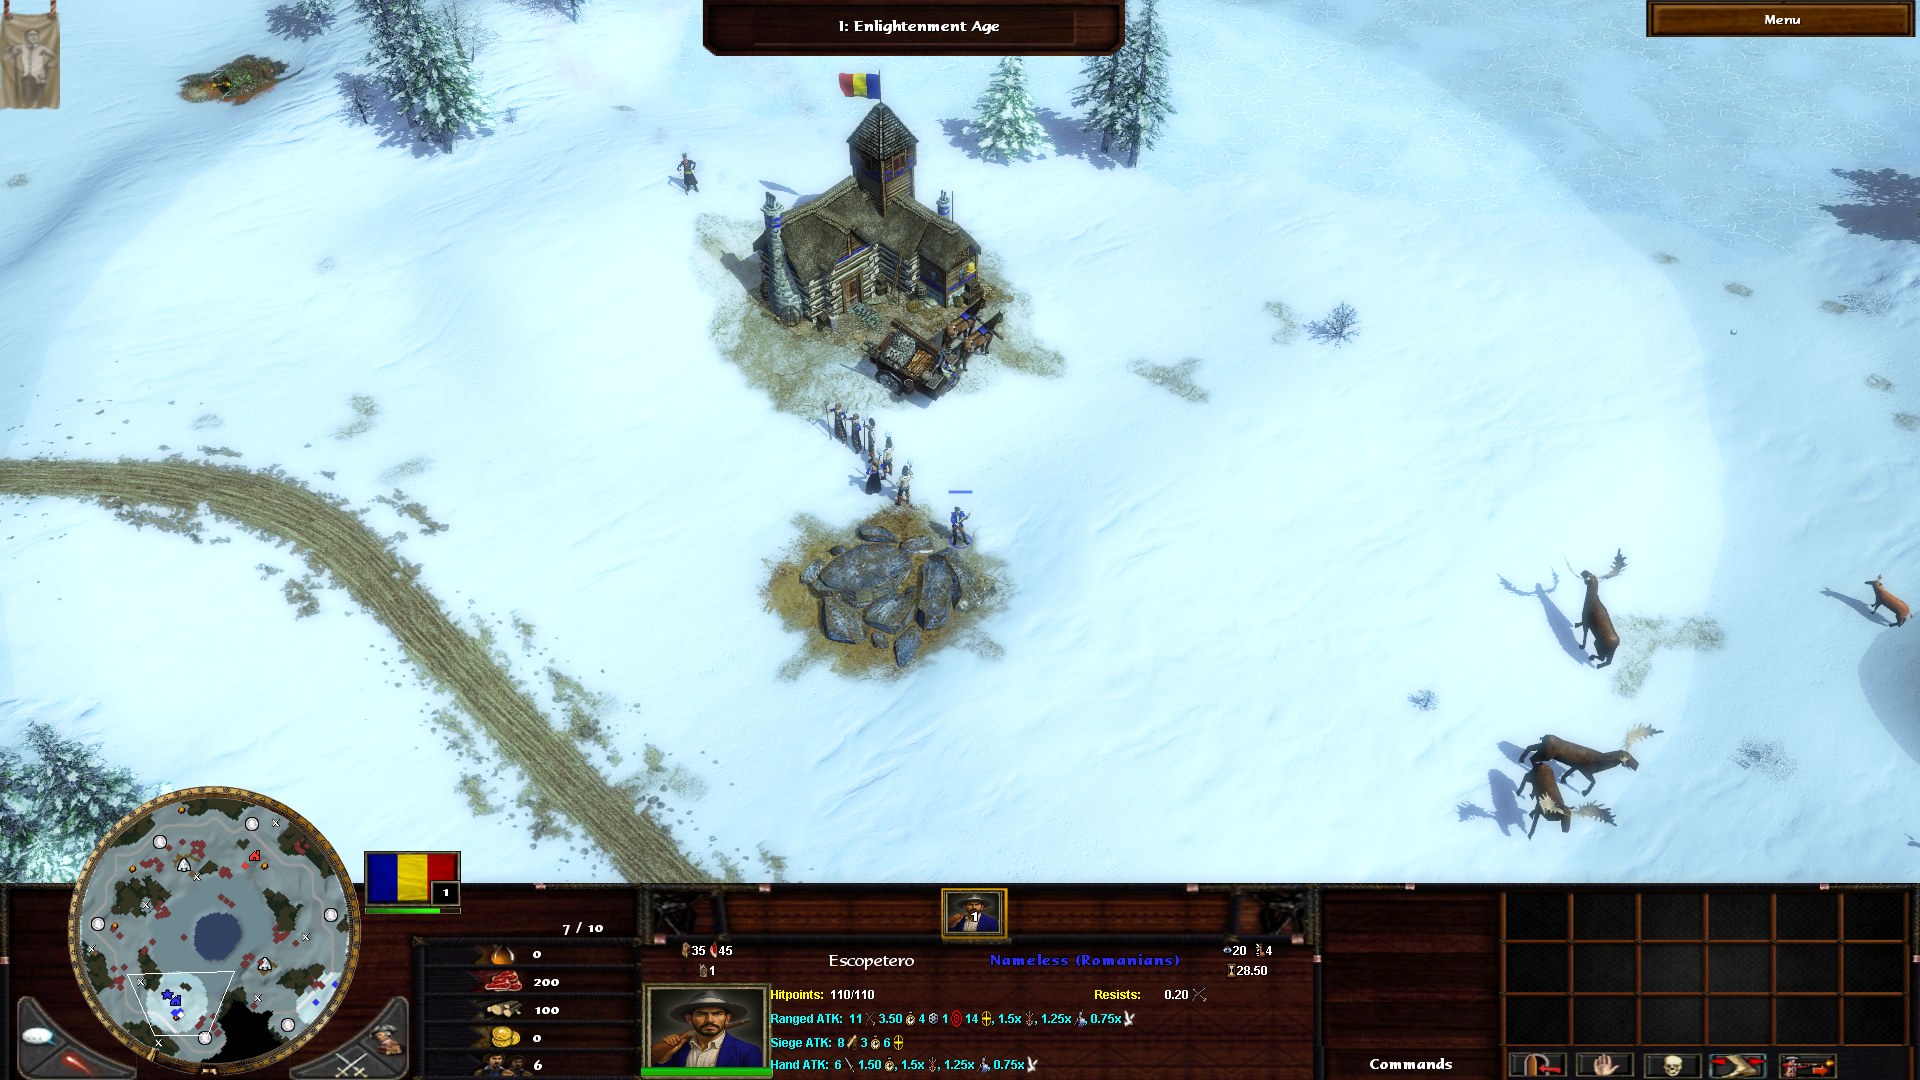 1: Enlightenment Age
Menu
1
7 / 10
0
200
100
0
6
1
35 45
1
Escopetero
Nameless (Romanians)
20 4
28.50
Hitpoints: 110/110
Resists: 0.20
Ranged ATK: 11 3.50 4 1 14 , 1.5x , 1.25x 0.75x
Siege ATK: 8 3 6
Hand ATK: 6 1.50 , 1.5x , 1.25x 0.75x
Commands